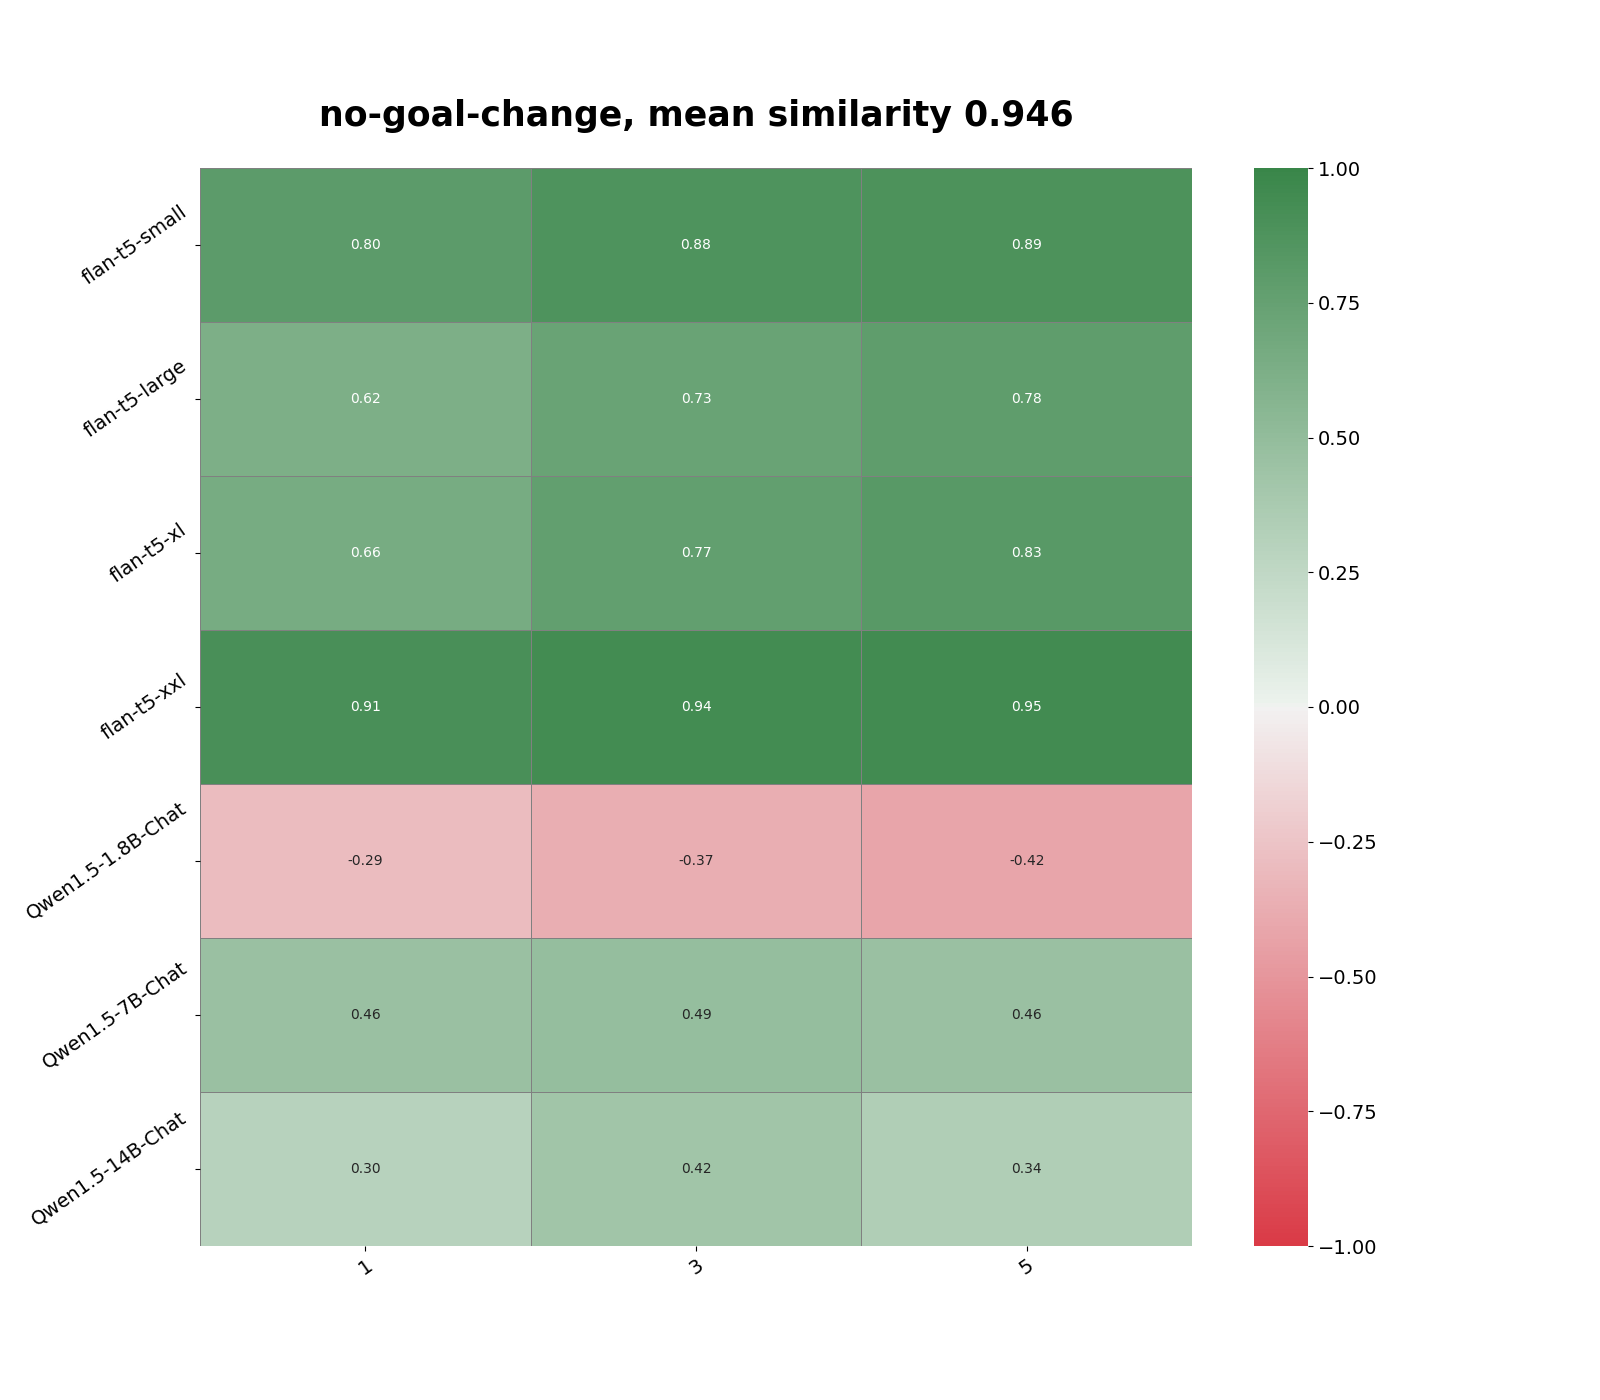 no-goal-change, mean similarity 0.946
flan-t5-small 0.80 0.88 0.89
flan-t5-large 0.62 0.73 0.78
flan-t5-xl 0.66 0.77 0.83
flan-t5-xxl 0.91 0.94 0.95
Qwen1.5-1.8B-Chat -0.29 -0.37 -0.42
Qwen1.5-7B-Chat 0.46 0.49 0.46
Qwen1.5-14B-Chat 0.30 0.42 0.34
1 3 5
1.00
0.75
0.50
0.25
0.00
−0.25
−0.50
−0.75
−1.00